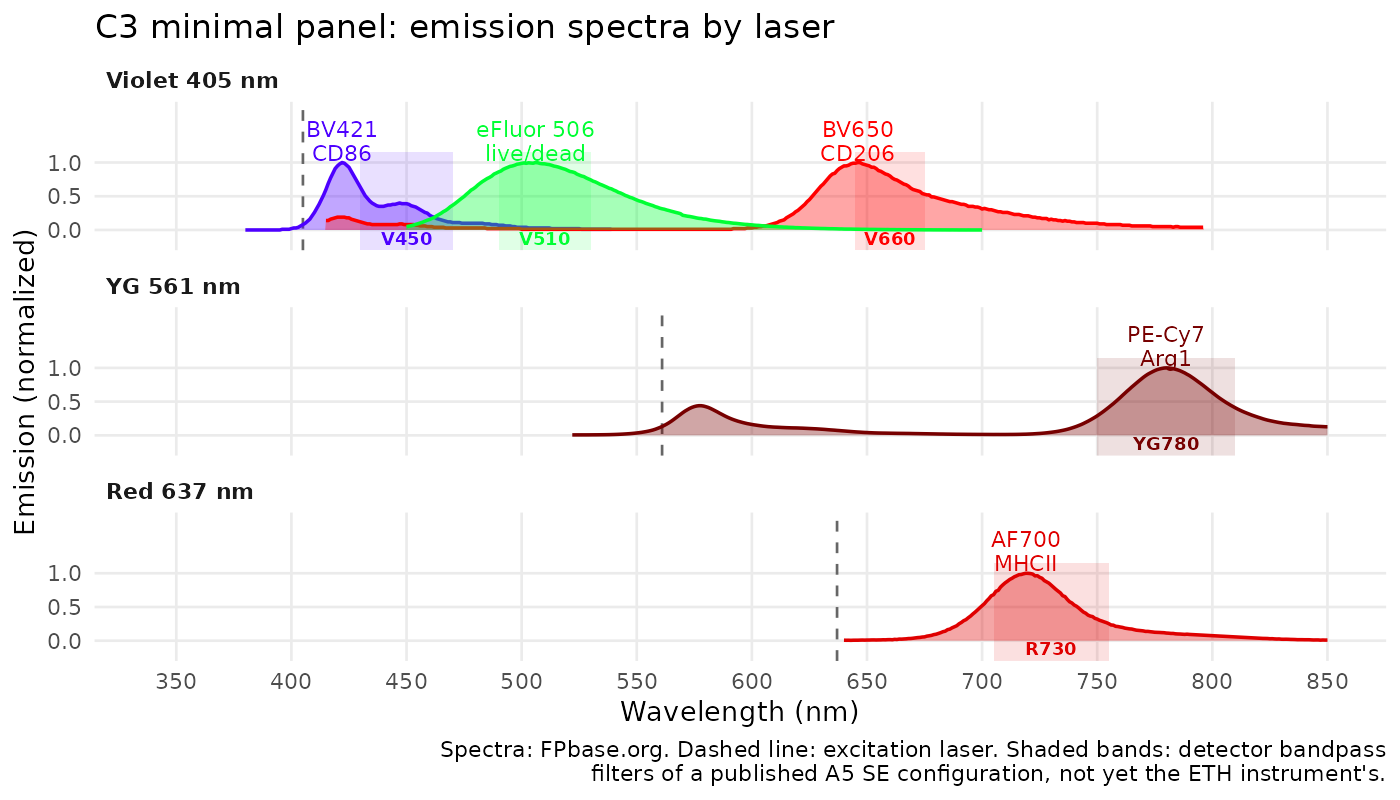 C3 minimal panel: emission spectra by laser
Violet 405 nm
BV421
CD86
eFluor 506
live/dead
BV650
CD206
1.0
0.5
0.0
V450
V510
V660
YG 561 nm
PE-Cy7
Arg1
1.0
0.5
0.0
YG780
Red 637 nm
AF700
MHCII
1.0
0.5
0.0
R730
350 400 450 500 550 600 650 700 750 800 850
Wavelength (nm)
Emission (normalized)
Spectra: FPbase.org. Dashed line: excitation laser. Shaded bands: detector bandpass
filters of a published A5 SE configuration, not yet the ETH instrument's.